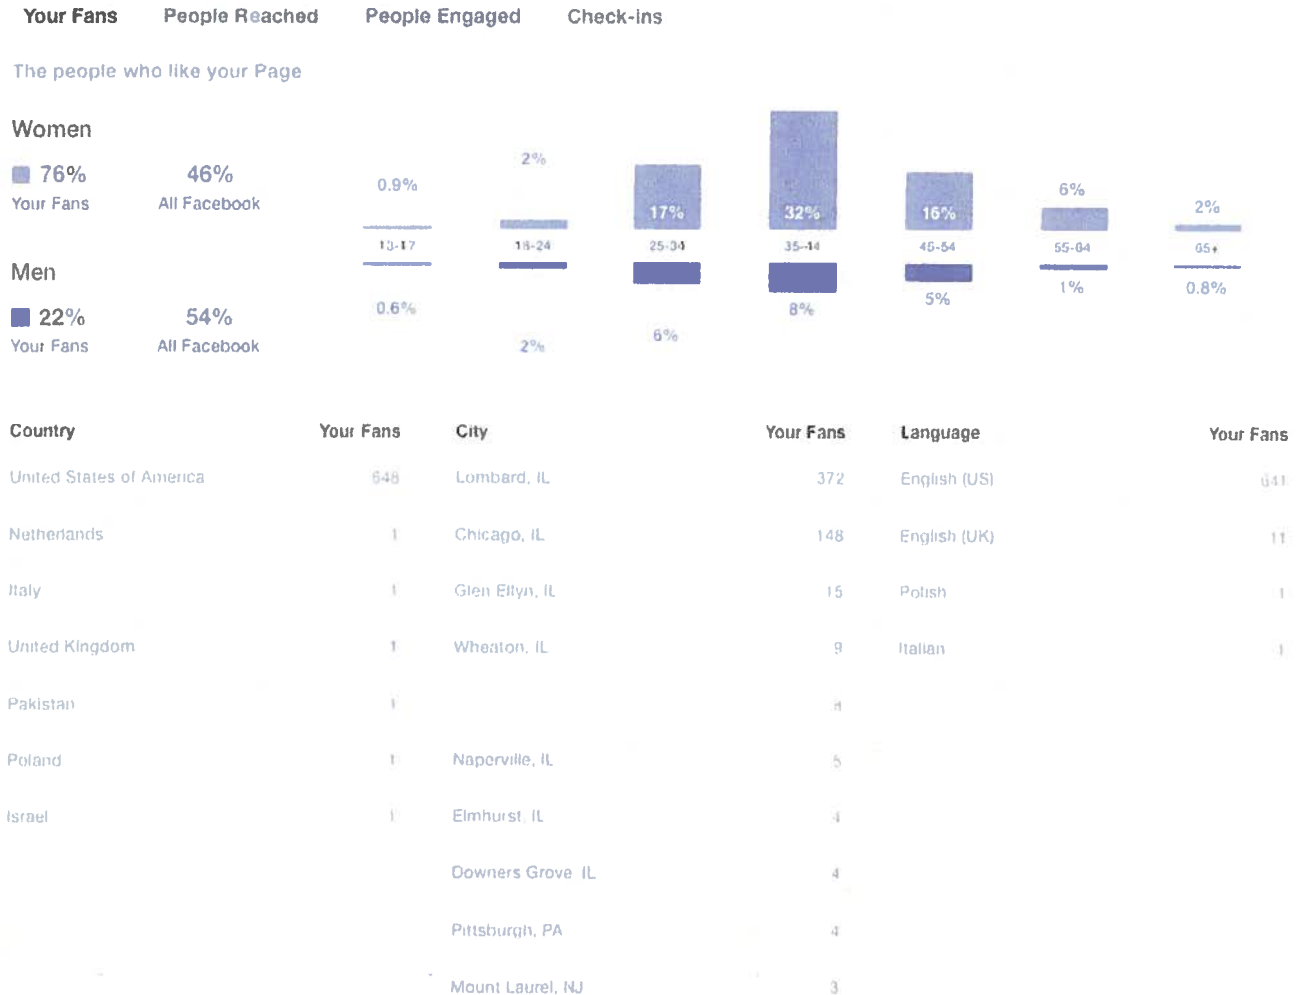 Your Fans People Reached People Engaged Check-ins
The people who like your Page
Women
76% 46%
Your Fans All Facebook
0.9% 2% 17% 32% 16% 6% 2%
13-17 18-24 25-34 35-44 45-54 55-64 65+
Men
22% 54%
Your Fans All Facebook
0.6% 2% 6% 8% 5% 1% 0.8%
Country Your Fans City Your Fans Language Your Fans
United States of America 648 Lombard, IL 372 English (US) 641
Netherlands 1 Chicago, IL 148 English (UK) 11
Italy 1 Glen Ellyn, IL 15 Polish 1
United Kingdom 1 Wheaton, IL 9 Italian 1
Pakistan 1 8
Poland 1 Naperville, IL 5
Israel 1 Elmhurst, IL 4
Downers Grove, IL 4
Pittsburgh, PA 4
Mount Laurel, NJ 3